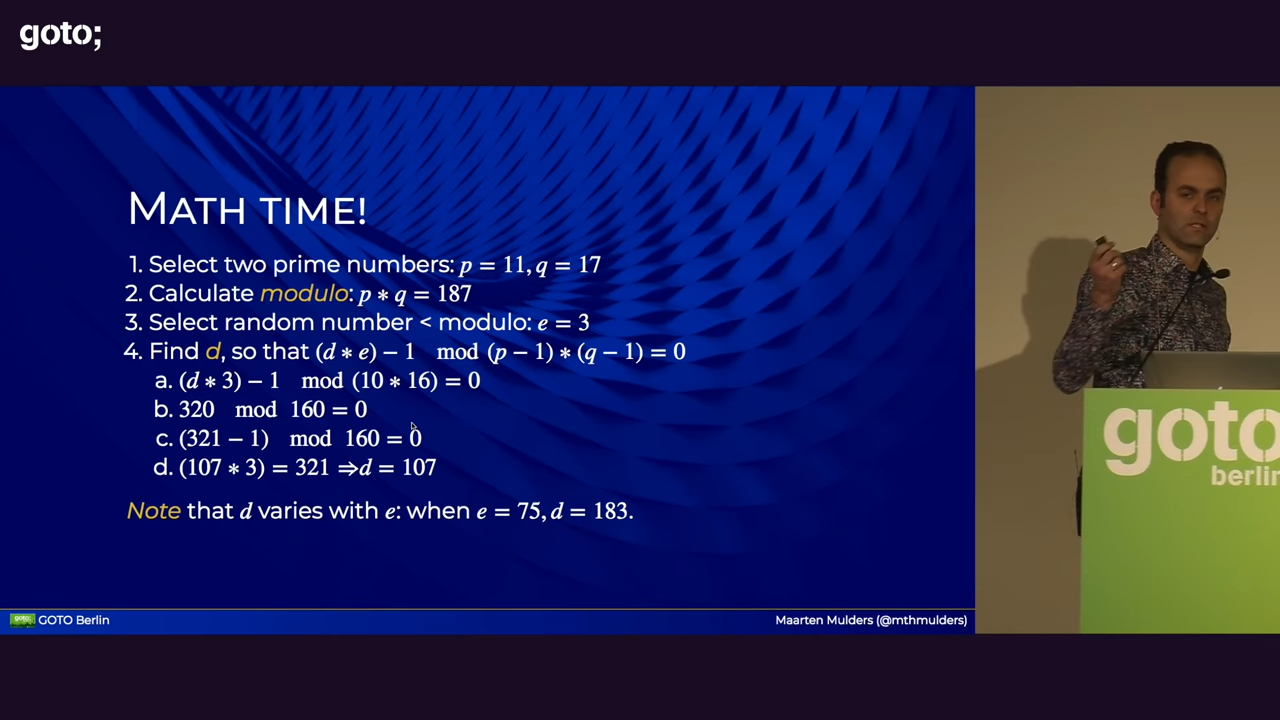 goto;
MATH TIME!
1. Select two prime numbers: p = 11, q = 17
2. Calculate modulo: p * q = 187
3. Select random number < modulo: e = 3
4. Find d, so that (d * e) − 1 mod (p − 1) * (q − 1) = 0
a. (d * 3) − 1 mod (10 * 16) = 0
b. 320 mod 160 = 0
c. (321 − 1) mod 160 = 0
d. (107 * 3) = 321 ⇒ d = 107
Note that d varies with e: when e = 75, d = 183.
goto; GOTO Berlin
Maarten Mulders (@mthmulders)
goto
berlin